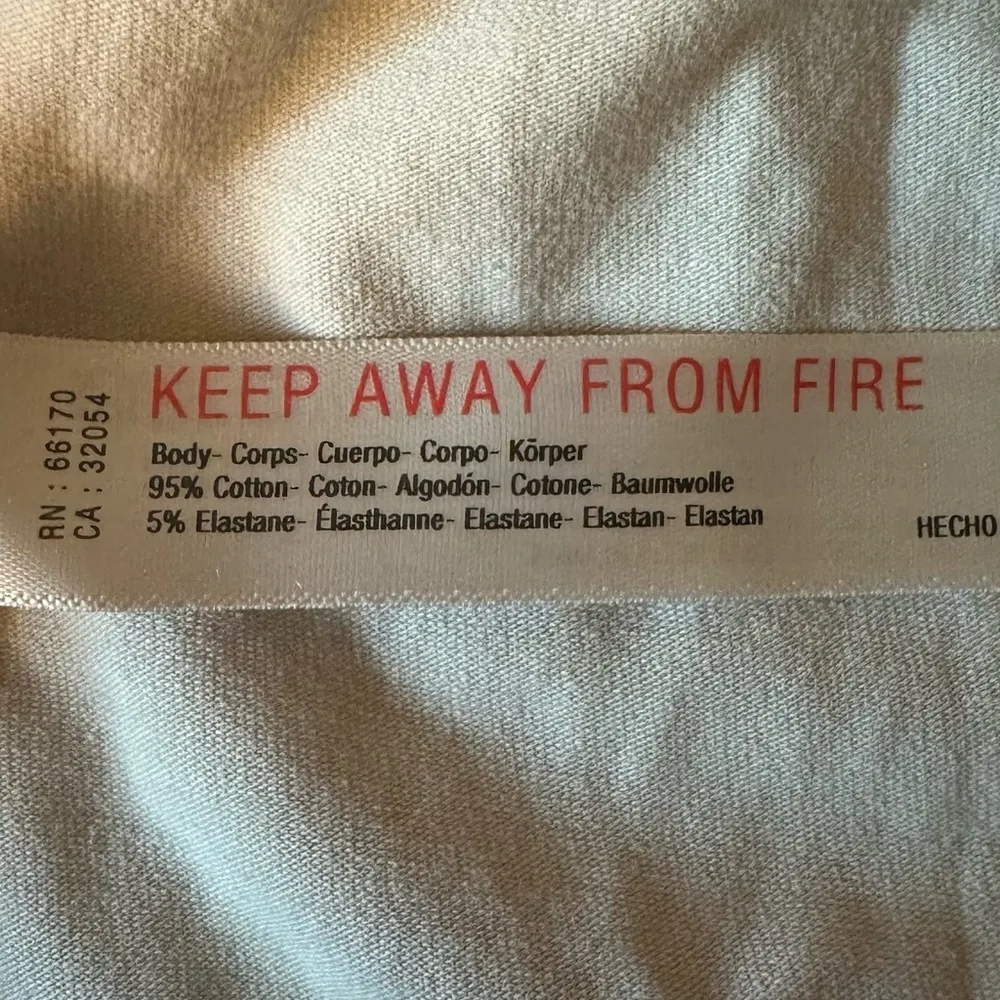 RN : 66170
CA : 32054
KEEP AWAY FROM FIRE
Body- Corps- Cuerpo- Corpo- Kōrper
95% Cotton- Coton- Algodón- Cotone- Baumwolle
5% Elastane- Élasthanne- Elastane- Elastan- Elastan
HECHO